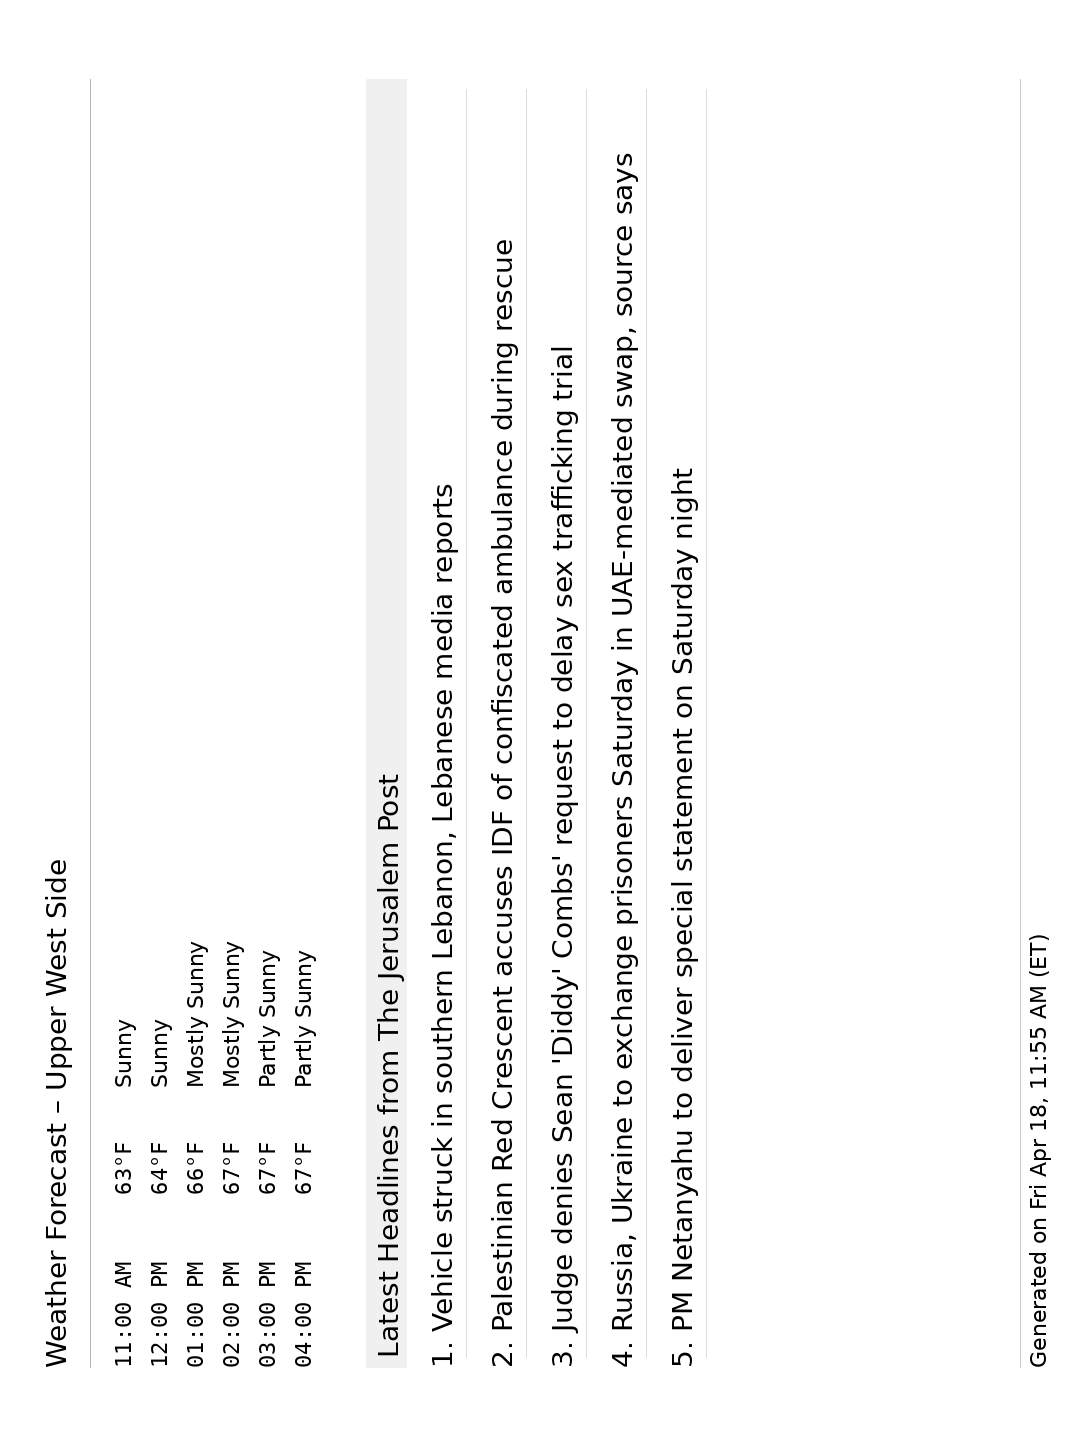 Weather Forecast – Upper West Side
11:00 AM 63°F Sunny
12:00 PM 64°F Sunny
01:00 PM 66°F Mostly Sunny
02:00 PM 67°F Mostly Sunny
03:00 PM 67°F Partly Sunny
04:00 PM 67°F Partly Sunny
Latest Headlines from The Jerusalem Post
1. Vehicle struck in southern Lebanon, Lebanese media reports
2. Palestinian Red Crescent accuses IDF of confiscated ambulance during rescue
3. Judge denies Sean 'Diddy' Combs' request to delay sex trafficking trial
4. Russia, Ukraine to exchange prisoners Saturday in UAE-mediated swap, source says
5. PM Netanyahu to deliver special statement on Saturday night
Generated on Fri Apr 18, 11:55 AM (ET)